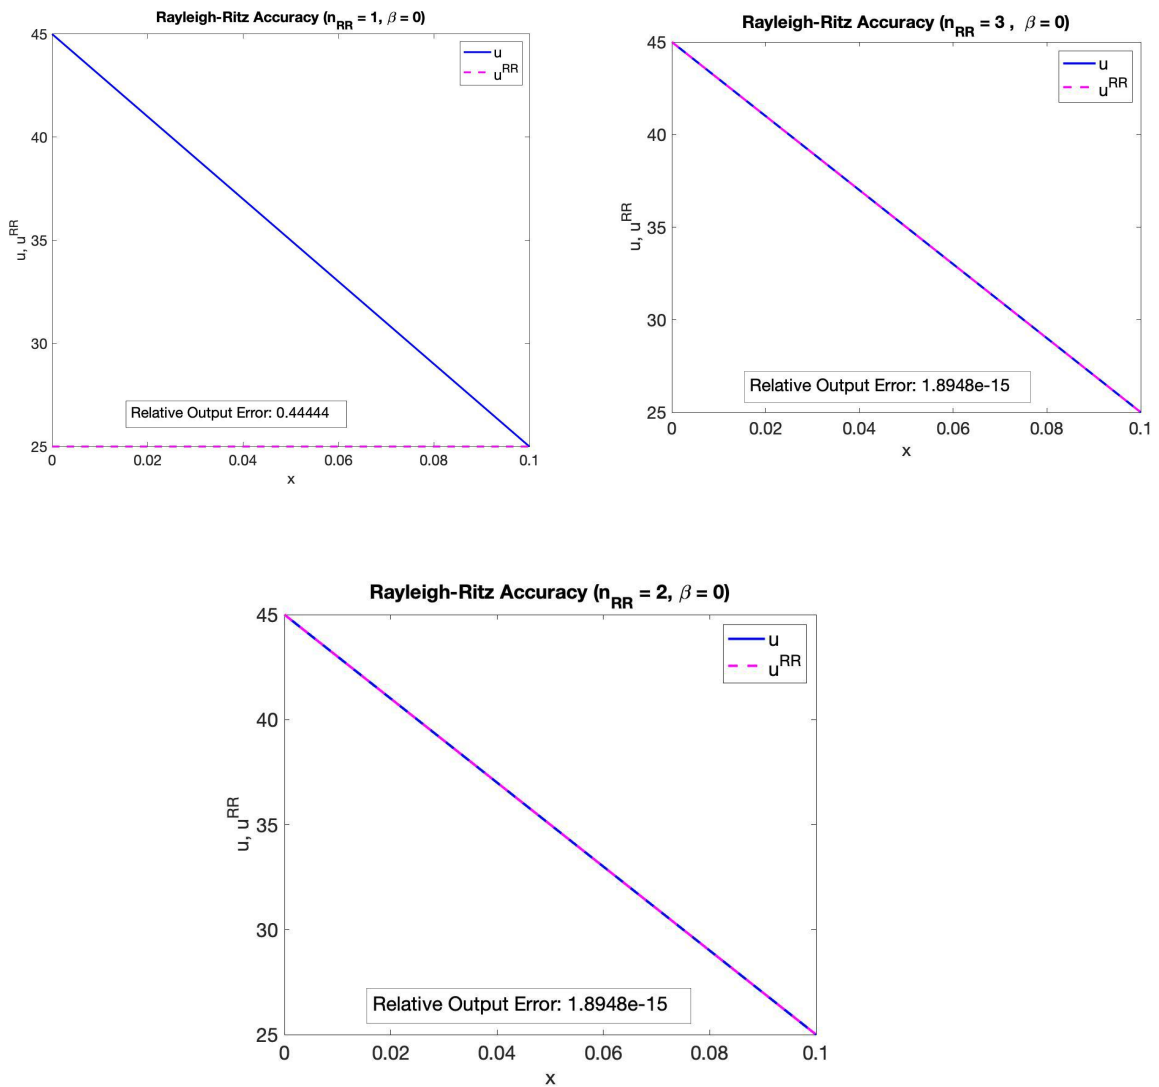 Rayleigh-Ritz Accuracy (n_RR = 1, β = 0)
45
40
35
30
25
u, u^RR
u
u^RR
Relative Output Error: 0.44444
0 0.02 0.04 0.06 0.08 0.1
x
Rayleigh-Ritz Accuracy (n_RR = 3 , β = 0)
45
40
35
30
25
u, u^RR
u
u^RR
Relative Output Error: 1.8948e-15
0 0.02 0.04 0.06 0.08 0.1
x
Rayleigh-Ritz Accuracy (n_RR = 2, β = 0)
45
40
35
30
25
u, u^RR
u
u^RR
Relative Output Error: 1.8948e-15
0 0.02 0.04 0.06 0.08 0.1
x